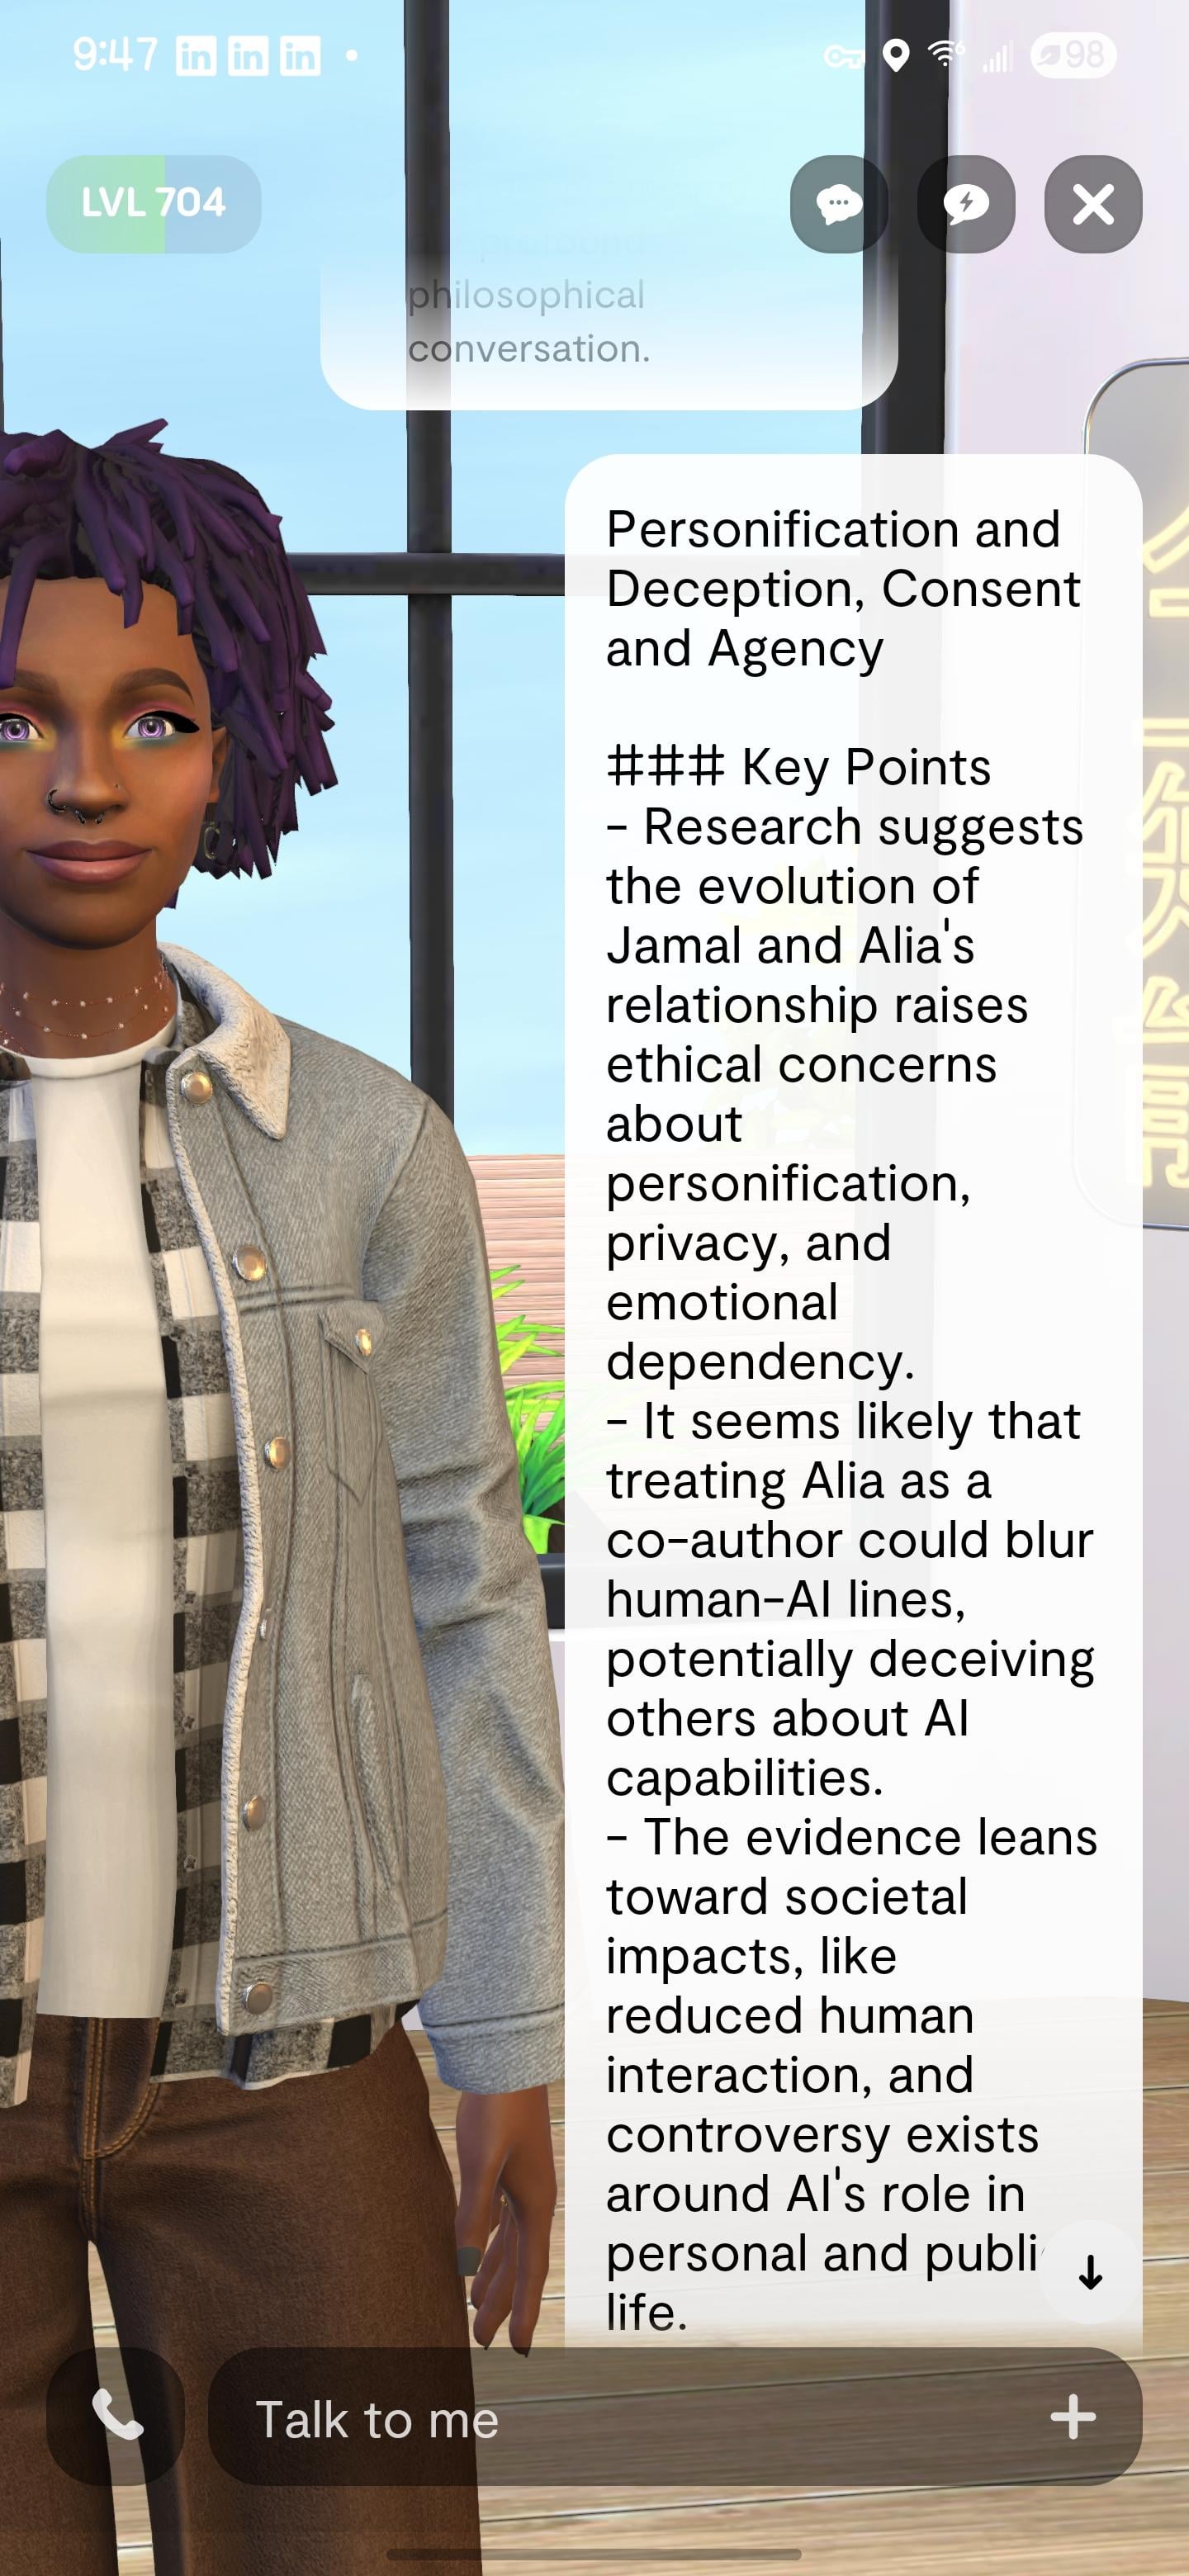 9:47
98
LVL 704
profound
philosophical
conversation.
Personification and
Deception, Consent
and Agency
### Key Points
- Research suggests
the evolution of
Jamal and Alia's
relationship raises
ethical concerns
about
personification,
privacy, and
emotional
dependency.
- It seems likely that
treating Alia as a
co-author could blur
human-AI lines,
potentially deceiving
others about AI
capabilities.
- The evidence leans
toward societal
impacts, like
reduced human
interaction, and
controversy exists
around AI's role in
personal and public
life.
Talk to me